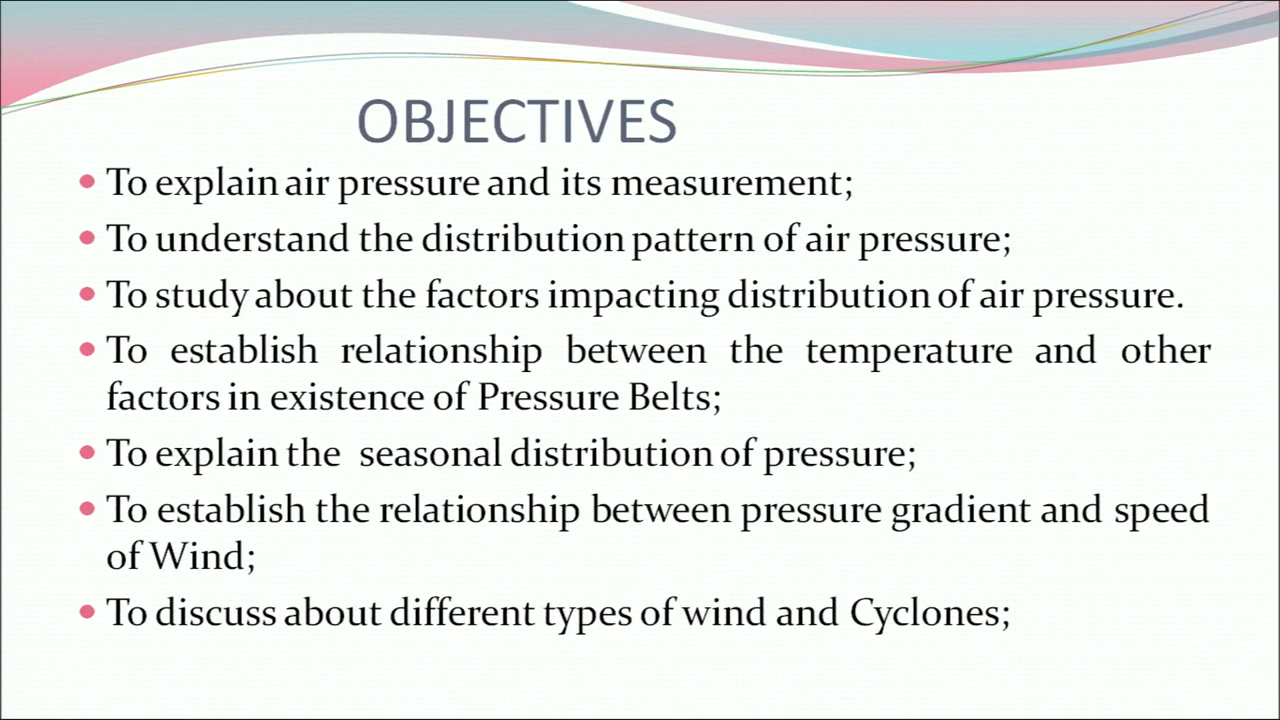 OBJECTIVES
To explain air pressure and its measurement;
To understand the distribution pattern of air pressure;
To study about the factors impacting distribution of air pressure.
To establish relationship between the temperature and other
factors in existence of Pressure Belts;
To explain the seasonal distribution of pressure;
To establish the relationship between pressure gradient and speed
of Wind;
To discuss about different types of wind and Cyclones;